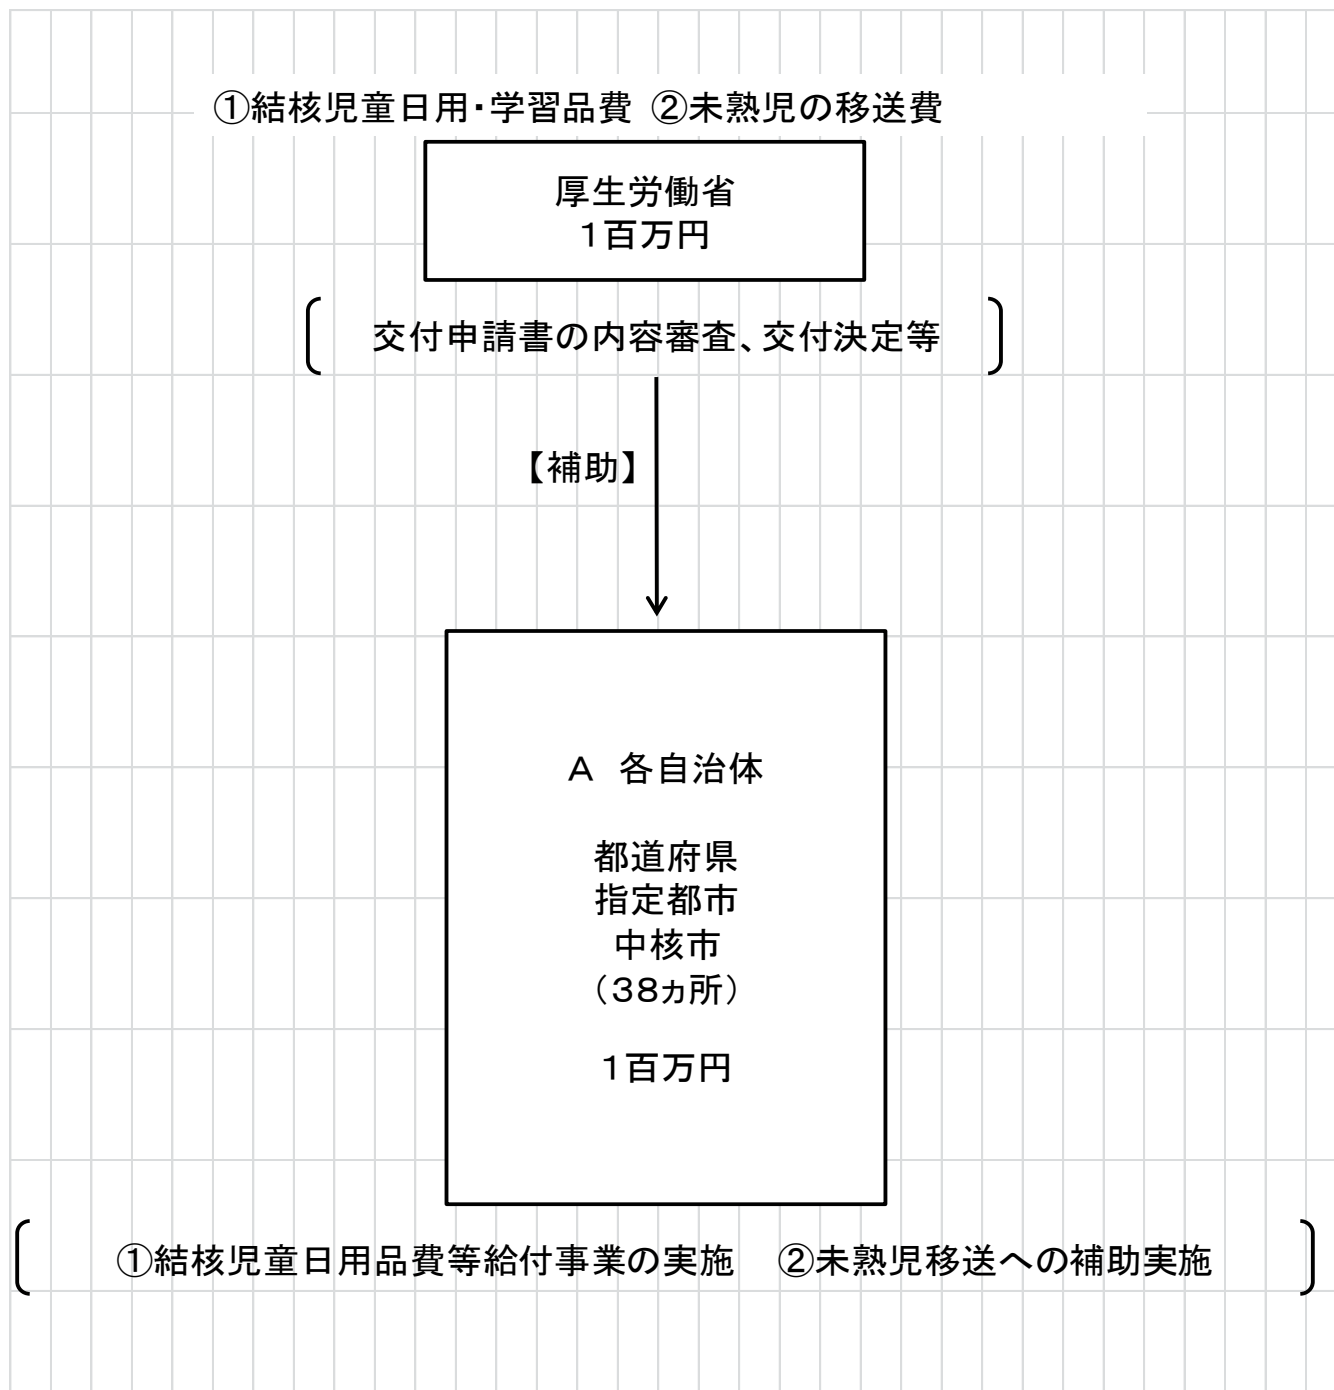 ①結核児童日用・学習品費 ②未熟児の移送費
厚生労働省
1百万円
交付申請書の内容審査、交付決定等
【補助】
A　各自治体
都道府県
指定都市
中核市
（38ヵ所）
1百万円
①結核児童日用品費等給付事業の実施　②未熟児移送への補助実施